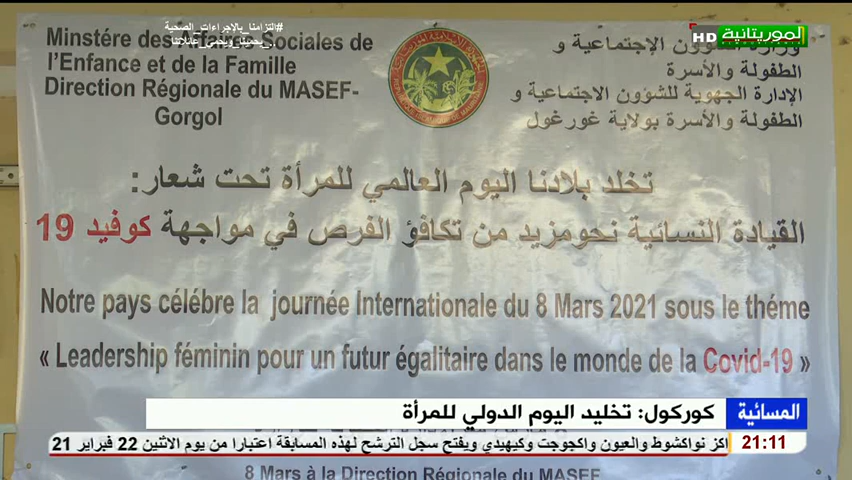 #التزامنا_بالإجراءات_الصحية
الموريتانية HD
Minstére des Affaires Sociales de
l'Enfance et de la Famille
Direction Régionale du MASEF-
Gorgol
وزارة الشؤون الإجتماعية و
الطفولة والأسرة
الإدارة الجهوية للشؤون الاجتماعية و
الطفولة والأسرة بولاية غورغول
تخلد بلادنا اليوم العالمي للمرأة تحت شعار:
القيادة النسائية نحومزيد من تكافؤ الفرص في مواجهة كوفيد 19
Notre pays célébre la journée Internationale du 8 Mars 2021 sous le théme
« Leadership féminin pour un futur égalitaire dans le monde de la Covid-19 »
المسائية
كوركول: تخليد اليوم الدولي للمرأة
21:11
اكز نواكشوط والعيون واكجوجت وكيهيدي ويفتح سجل الترشح لهذه المسابقة اعتبارا من يوم الاثنين 22 فبراير 21
8 Mars à la Direction Régionale du MASEF